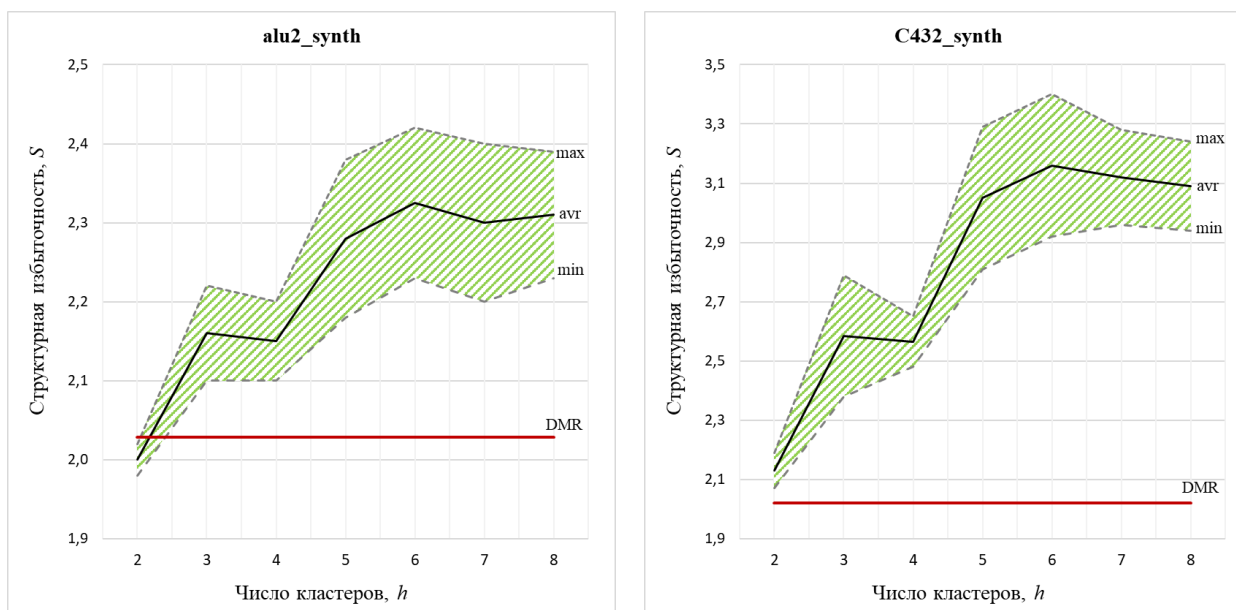 alu2_synth
Структурная избыточность, S
2,5
2,4
2,3
2,2
2,1
2,0
1,9
max
avr
min
DMR
2 3 4 5 6 7 8
Число кластеров, h
C432_synth
Структурная избыточность, S
3,5
3,3
3,1
2,9
2,7
2,5
2,3
2,1
1,9
max
avr
min
DMR
2 3 4 5 6 7 8
Число кластеров, h